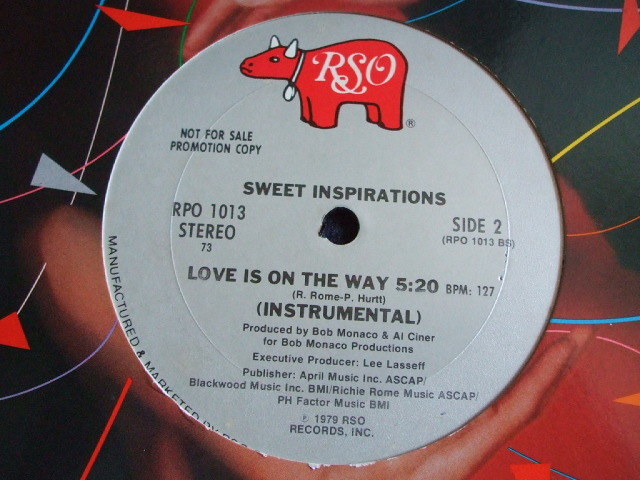 RSO
®
NOT FOR SALE
PROMOTION COPY
SWEET INSPIRATIONS
RPO 1013
STEREO
73
SIDE 2
(RPO 1013 BS)
LOVE IS ON THE WAY 5:20 BPM: 127
(R. Rome-P. Hurtt)
(INSTRUMENTAL)
Produced by Bob Monaco & Al Ciner
for Bob Monaco Productions
Executive Producer: Lee Lasseff
Publisher: April Music Inc. ASCAP/
Blackwood Music Inc. BMI/Richie Rome Music ASCAP/
PH Factor Music BMI
℗ 1979 RSO
RECORDS, INC.
MANUFACTURED & MARKETED BY